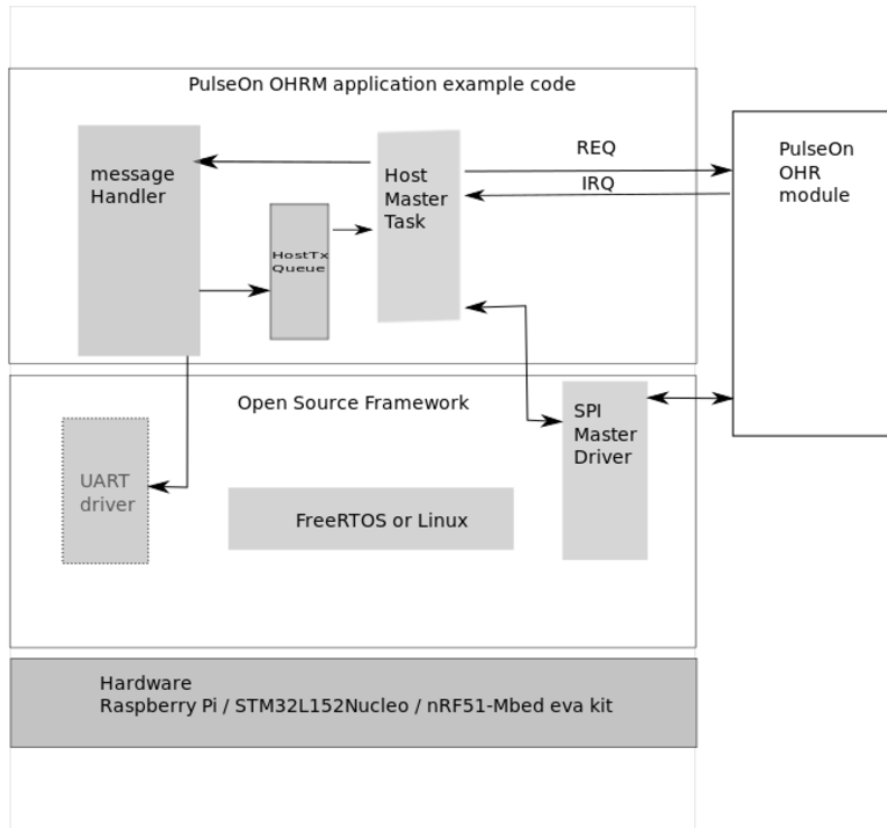 PulseOn OHRM application example code
message
Handler
HostTx
Queue
Host
Master
Task
REQ
IRQ
PulseOn
OHR
module
Open Source Framework
UART
driver
FreeRTOS or Linux
SPI
Master
Driver
Hardware
Raspberry Pi / STM32L152Nucleo / nRF51-Mbed eva kit